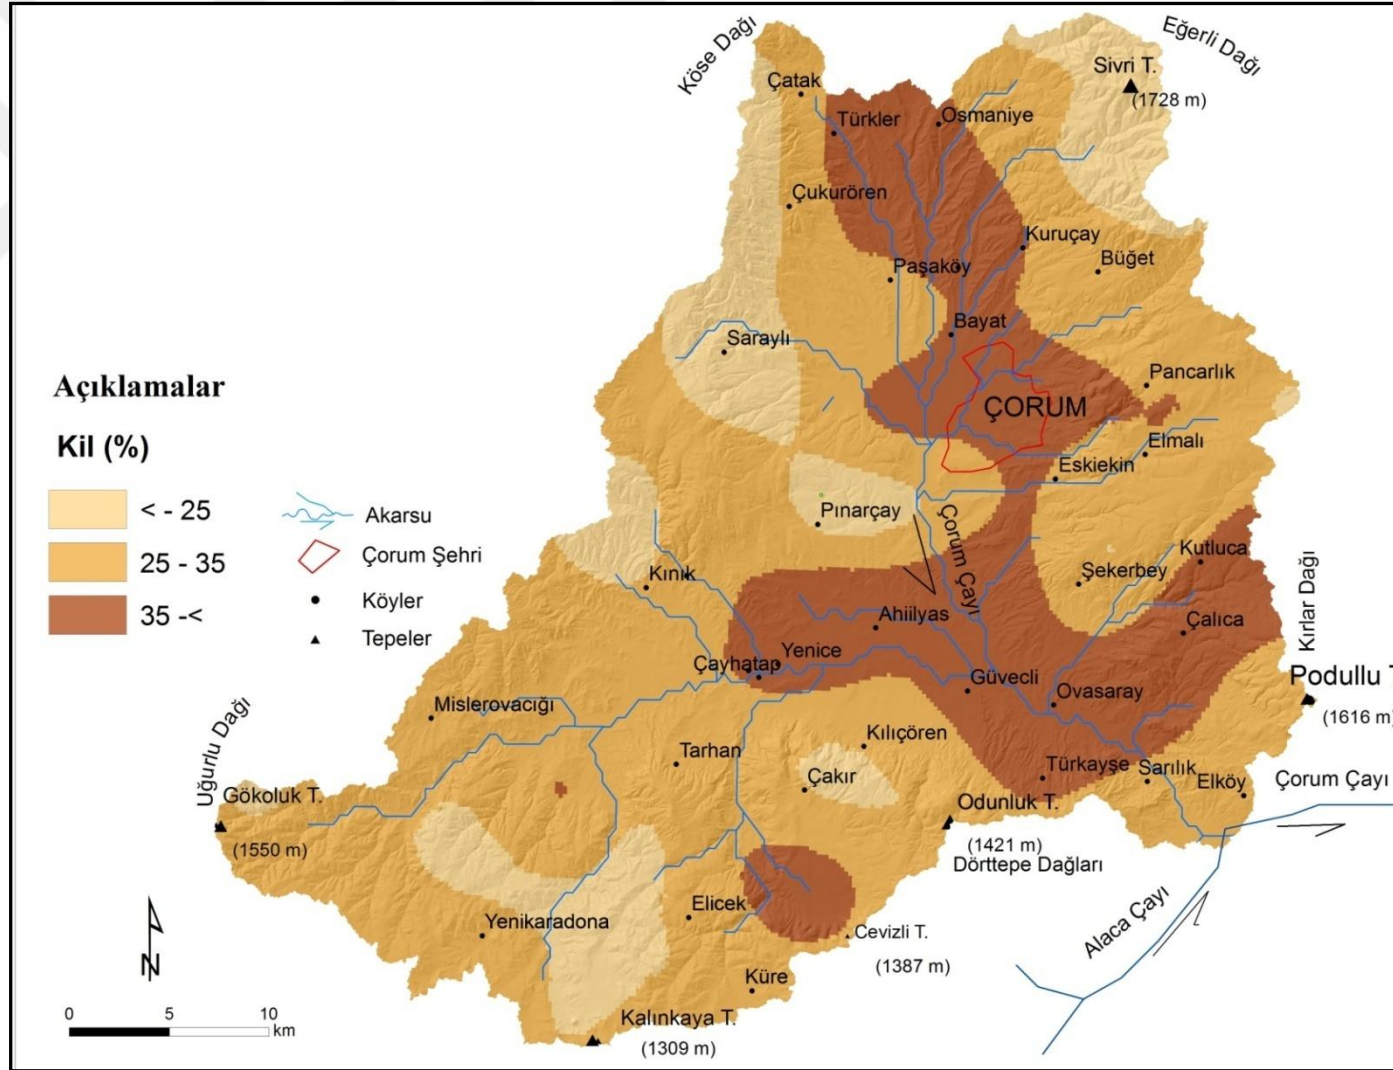 Köse Dağı
Eğerli Dağı
Sivri T.
(1728 m)
Çatak
Türkler
Osmaniye
Çukurören
Kuruçay
Büğet
Paşaköy
Bayat
Saraylı
Pancarlık
ÇORUM
Elmalı
Eskiekin
Pınarçay
Çorum Çayı
Kutluca
Şekerbey
Kınık
Ahiilyas
Çalıca
Kırlar Dağı
Yenice
Çayhatap
Güvecli
Ovasaray
Podullu T
(1616 m)
Mislerovacığı
Kılıçören
Tarhan
Çakır
Türkayşe
Sarılık
Elköy
Çorum Çayı
Uğurlu Dağı
Gökoluk T.
(1550 m)
Odunluk T.
(1421 m)
Dörttepe Dağları
Alaca Çayı
Elicek
Yenikaradona
Cevizli T.
(1387 m)
Küre
Kalınkaya T.
(1309 m)
Açıklamalar
Kil (%)
< - 25
25 - 35
35 -<
Akarsu
Çorum Şehri
Köyler
Tepeler
N
0 5 10
km